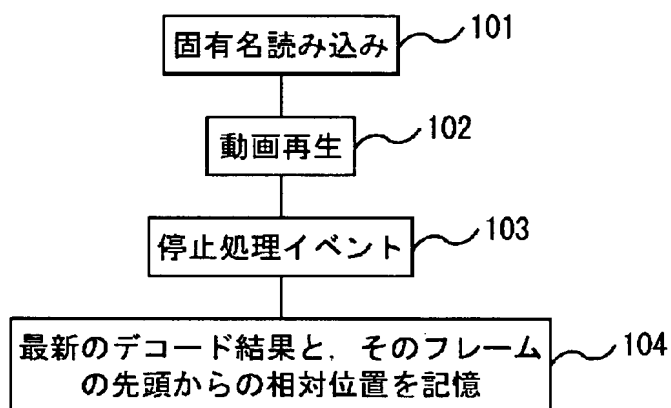 固有名読み込み
101
動画再生
102
停止処理イベント
103
最新のデコード結果と，そのフレーム
の先頭からの相対位置を記憶
104